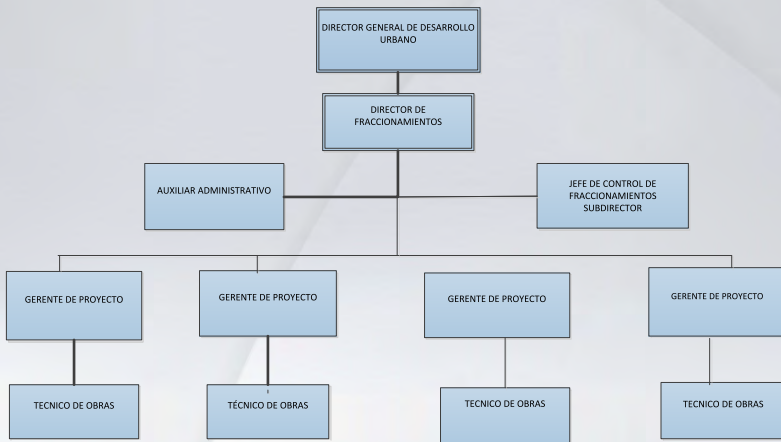 DIRECTOR GENERAL DE DESARROLLO
URBANO
DIRECTOR DE
FRACCIONAMIENTOS
AUXILIAR ADMINISTRATIVO
JEFE DE CONTROL DE
FRACCIONAMIENTOS
SUBDIRECTOR
GERENTE DE PROYECTO
GERENTE DE PROYECTO
GERENTE DE PROYECTO
GERENTE DE PROYECTO
TECNICO DE OBRAS
TÉCNICO DE OBRAS
TECNICO DE OBRAS
TECNICO DE OBRAS